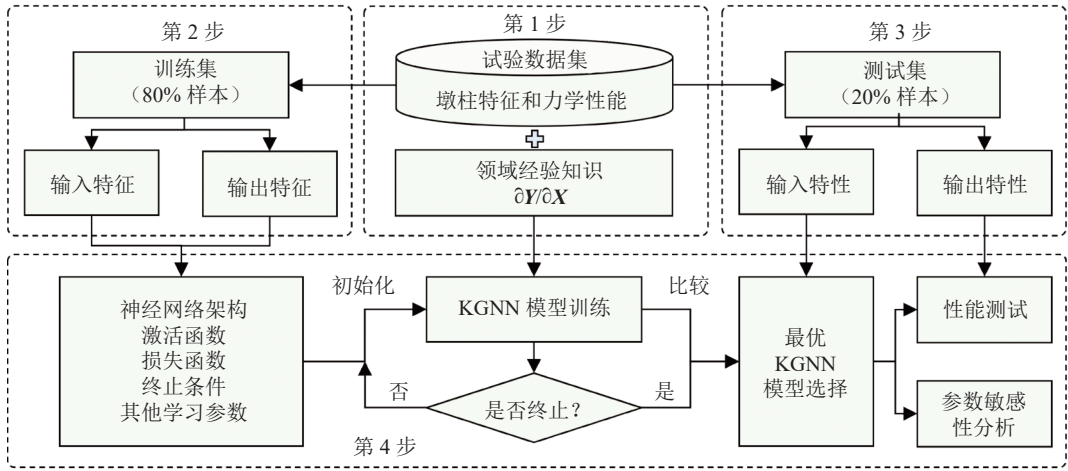 第 2 步
训练集
（80% 样本）
输入特征
输出特征
第 1 步
试验数据集
墩柱特征和力学性能
领域经验知识
∂Y/∂X
第 3 步
测试集
（20% 样本）
输入特性
输出特性
神经网络架构
激活函数
损失函数
终止条件
其他学习参数
初始化
KGNN 模型训练
比较
否
是否终止？
是
最优
KGNN
模型选择
性能测试
参数敏感
性分析
第 4 步